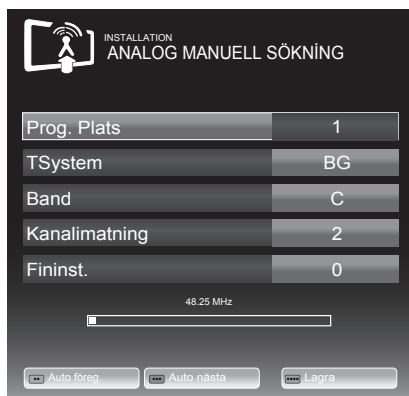 INSTALLATION
ANALOG MANUELL SÖKNİNG
Prog. Plats 1
TSystem BG
Band C
Kanalimatning 2
Fininst. 0
48.25 MHz
Auto föreg. Auto nästa Lagra